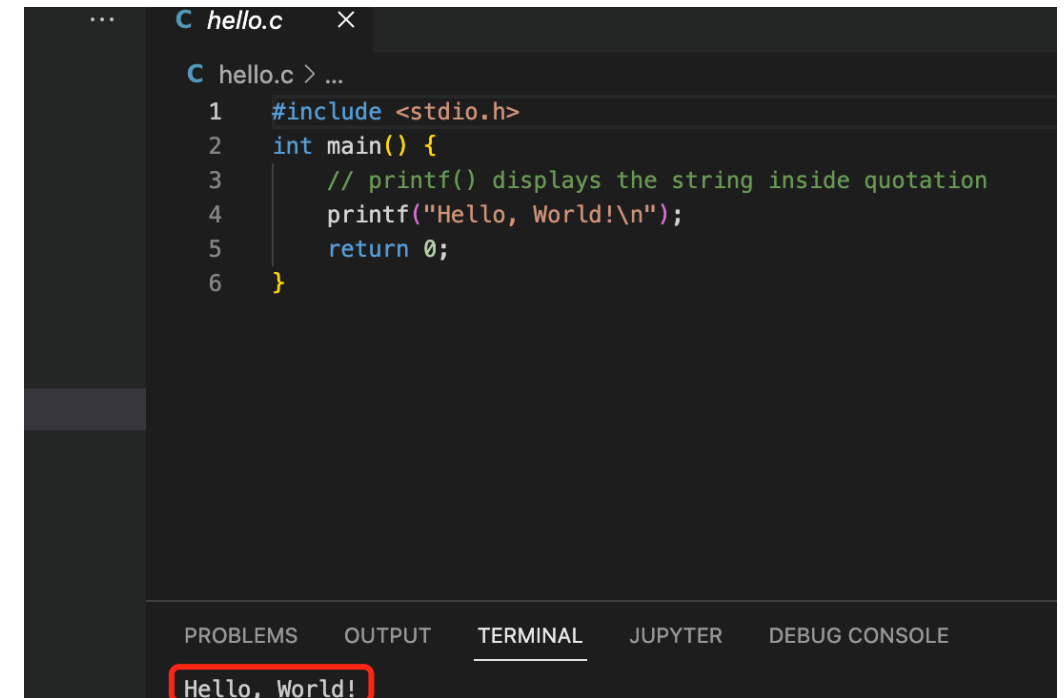 ... C hello.c ×
C hello.c > ...
1 #include <stdio.h>
2 int main() {
3     // printf() displays the string inside quotation
4     printf("Hello, World!\n");
5     return 0;
6 }
PROBLEMS OUTPUT TERMINAL JUPYTER DEBUG CONSOLE
Hello, World!